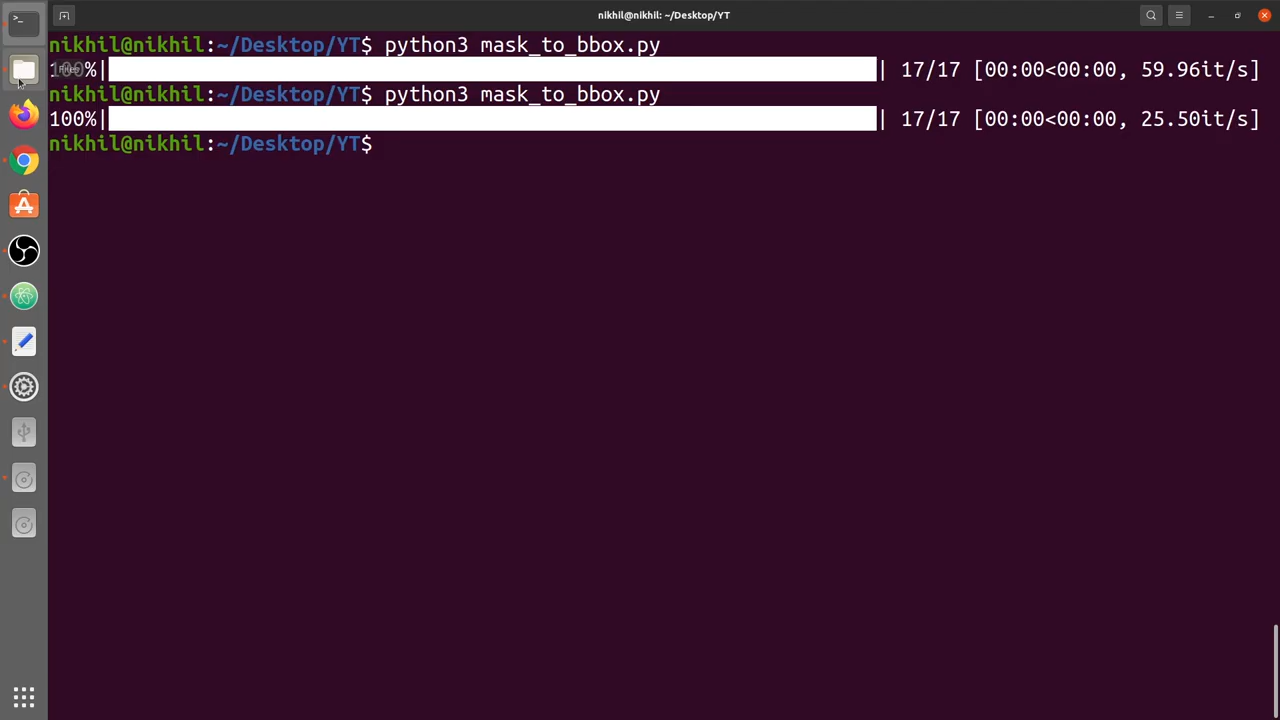 nikhil@nikhil: ~/Desktop/YT
nikhil@nikhil:~/Desktop/YT$ python3 mask_to_bbox.py
100%| | 17/17 [00:00<00:00, 59.96it/s]
Files
nikhil@nikhil:~/Desktop/YT$ python3 mask_to_bbox.py
100%| | 17/17 [00:00<00:00, 25.50it/s]
nikhil@nikhil:~/Desktop/YT$